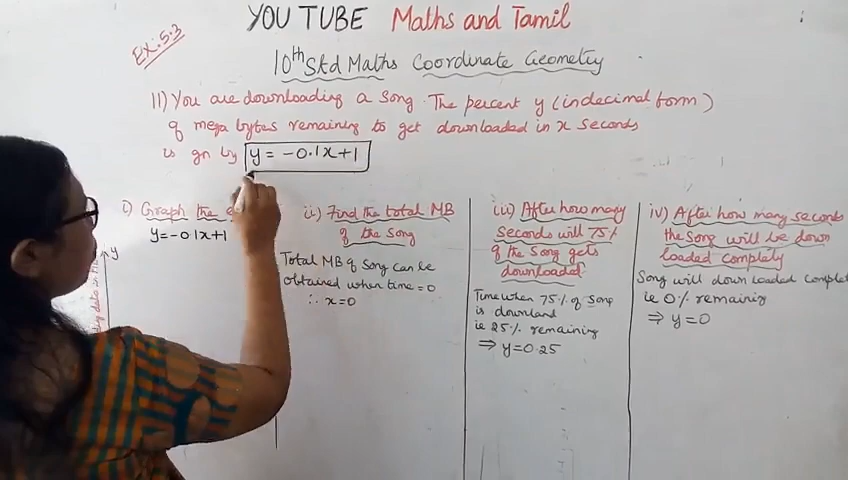 YOU TUBE Maths and Tamil
Ex:5.3
10th Std Maths Coordinate Geometry
11) You are downloading a song. The percent y (in decimal form)
of mega bytes remaining to get downloaded in x seconds
is gn by y = -0.1x+1
i) Graph the
y=-0.1x+1
y
ii) Find the total MB
of the song
Total MB of Song can be
obtained when time=0
∴ x=0
iii) After how many
seconds will 75%
of the song gets
downloaded
Time when 75% of song
is downland
ie 25% remaining
⇒ y=0.25
iv) After how many seconds
the song will be down
loaded completly
Song will down loaded complet
ie 0% remaining
⇒ y=0